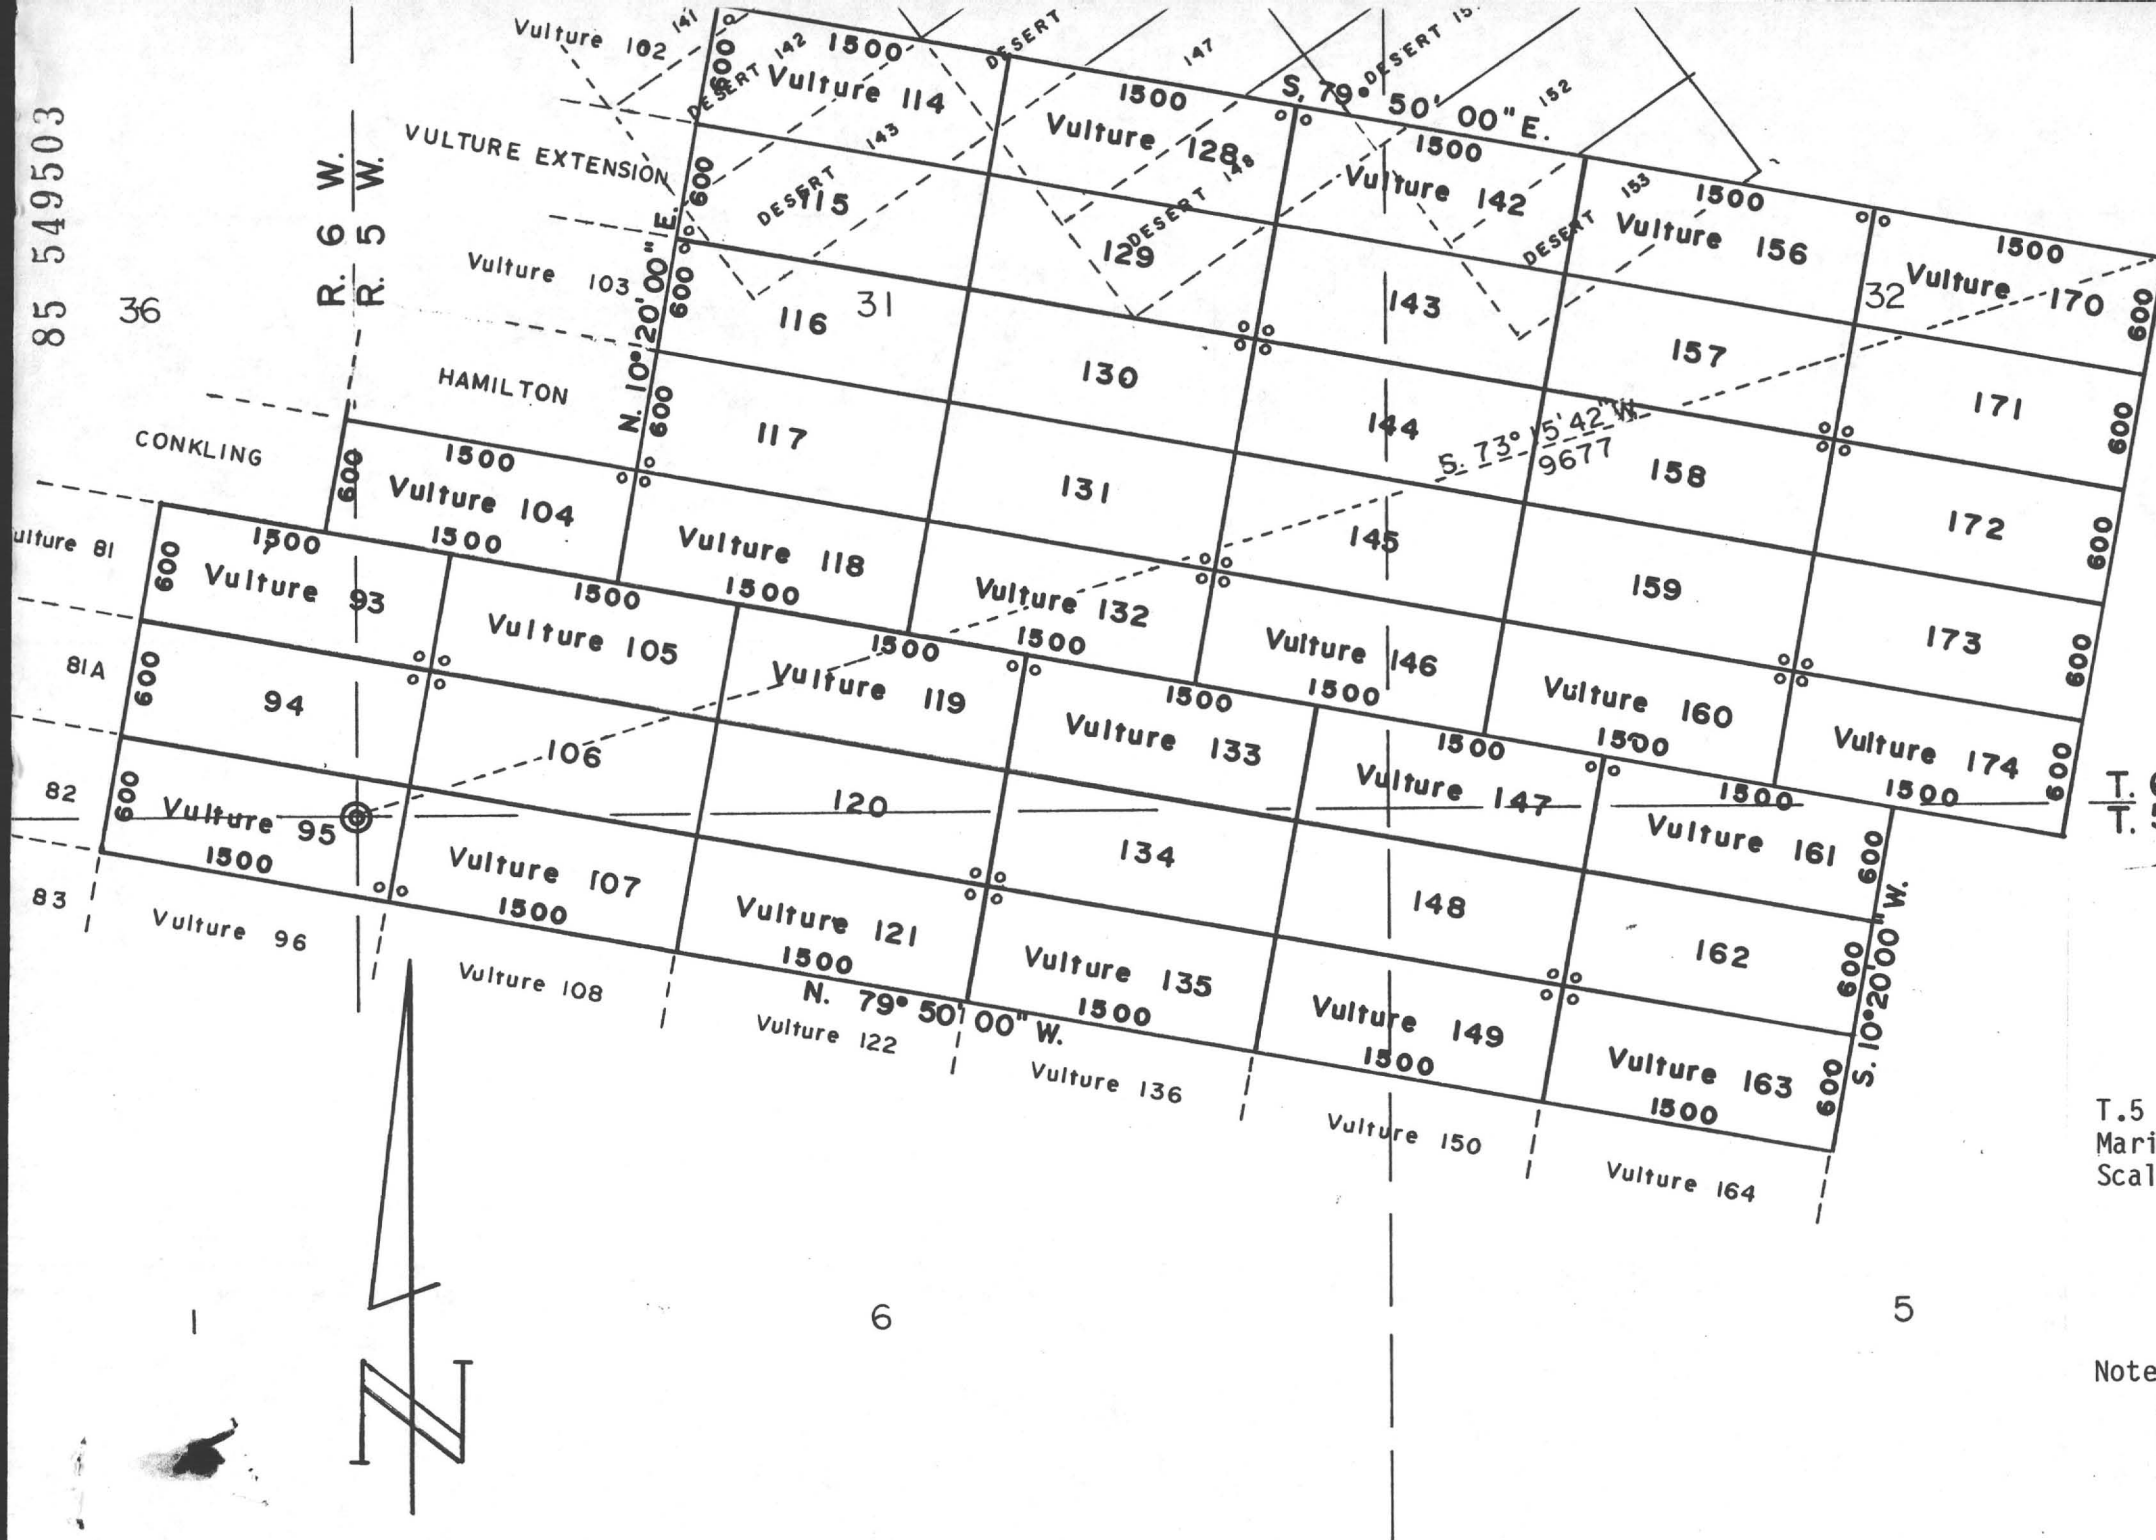 85 549503
R. 6 W.
R. 5 W.
36
31
32
Vulture 102
141
DESERT 142
600
1500
Vulture 114
DESERT
147
1500
Vulture 128
S. 79° 50' 00" E.
DESERT
152
1500
Vulture 142
153
DESERT
1500
Vulture 156
1500
Vulture 170
600
VULTURE EXTENSION
600
DESERT 143
115
DESERT 148
129
143
157
171
600
Vulture 103
N. 10° 20' 00" E.
600
116
130
144
158
172
600
S. 73° 15' 42" W.
9677
HAMILTON
600
117
131
145
159
173
600
CONKLING
600
1500
Vulture 104
1500
Vulture 118
1500
Vulture 132
1500
Vulture 146
1500
Vulture 160
1500
Vulture 174
1500
600
ulture 81
600
1500
Vulture 93
1500
Vulture 105
1500
Vulture 119
1500
Vulture 133
1500
Vulture 147
1500
Vulture 161
600
81A
600
94
106
120
134
148
162
600
82
600
Vulture 95
1500
Vulture 107
1500
Vulture 121
1500
Vulture 135
1500
Vulture 149
1500
Vulture 163
1500
600
S. 10° 20' 00" W.
N. 79° 50' 00" W.
83
Vulture 96
Vulture 108
Vulture 122
Vulture 136
Vulture 150
Vulture 164
T.
T.
T.5
Mari
Scal
1
6
5
Note
N